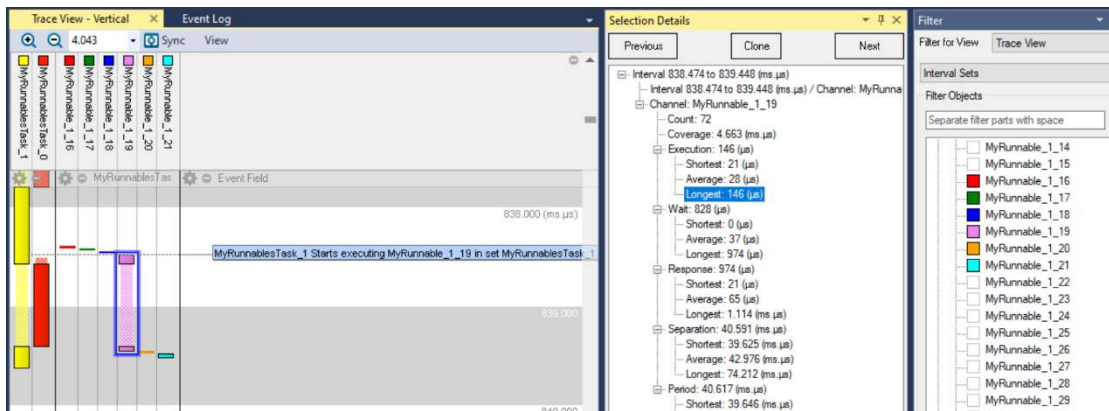 Trace View - Vertical
Event Log
4.043
Sync
View
MyRunnablesTask_1
MyRunnablesTask_0
MyRunnable_1_16
MyRunnable_1_17
MyRunnable_1_18
MyRunnable_1_19
MyRunnable_1_20
MyRunnable_1_21
MyRunnablesTas
Event Field
838.000 (ms.µs)
MyRunnablesTask_1 Starts executing MyRunnable_1_19 in set MyRunnablesTask_1
839.000
840.000
Selection Details
Previous
Clone
Next
Interval 838.474 to 839.448 (ms.µs)
Interval 838.474 to 839.448 (ms.µs) / Channel: MyRunna
Channel: MyRunnable_1_19
Count: 72
Coverage: 4.663 (ms.µs)
Execution: 146 (µs)
Shortest: 21 (µs)
Average: 28 (µs)
Longest: 146 (µs)
Wait: 828 (µs)
Shortest: 0 (µs)
Average: 37 (µs)
Longest: 974 (µs)
Response: 974 (µs)
Shortest: 21 (µs)
Average: 65 (µs)
Longest: 1.114 (ms.µs)
Separation: 40.591 (ms.µs)
Shortest: 39.625 (ms.µs)
Average: 42.976 (ms.µs)
Longest: 74.212 (ms.µs)
Period: 40.617 (ms.µs)
Shortest: 39.646 (ms.µs)
Filter
Filter for View
Trace View
Interval Sets
Filter Objects
Separate filter parts with space
MyRunnable_1_14
MyRunnable_1_15
MyRunnable_1_16
MyRunnable_1_17
MyRunnable_1_18
MyRunnable_1_19
MyRunnable_1_20
MyRunnable_1_21
MyRunnable_1_22
MyRunnable_1_23
MyRunnable_1_24
MyRunnable_1_25
MyRunnable_1_26
MyRunnable_1_27
MyRunnable_1_28
MyRunnable_1_29